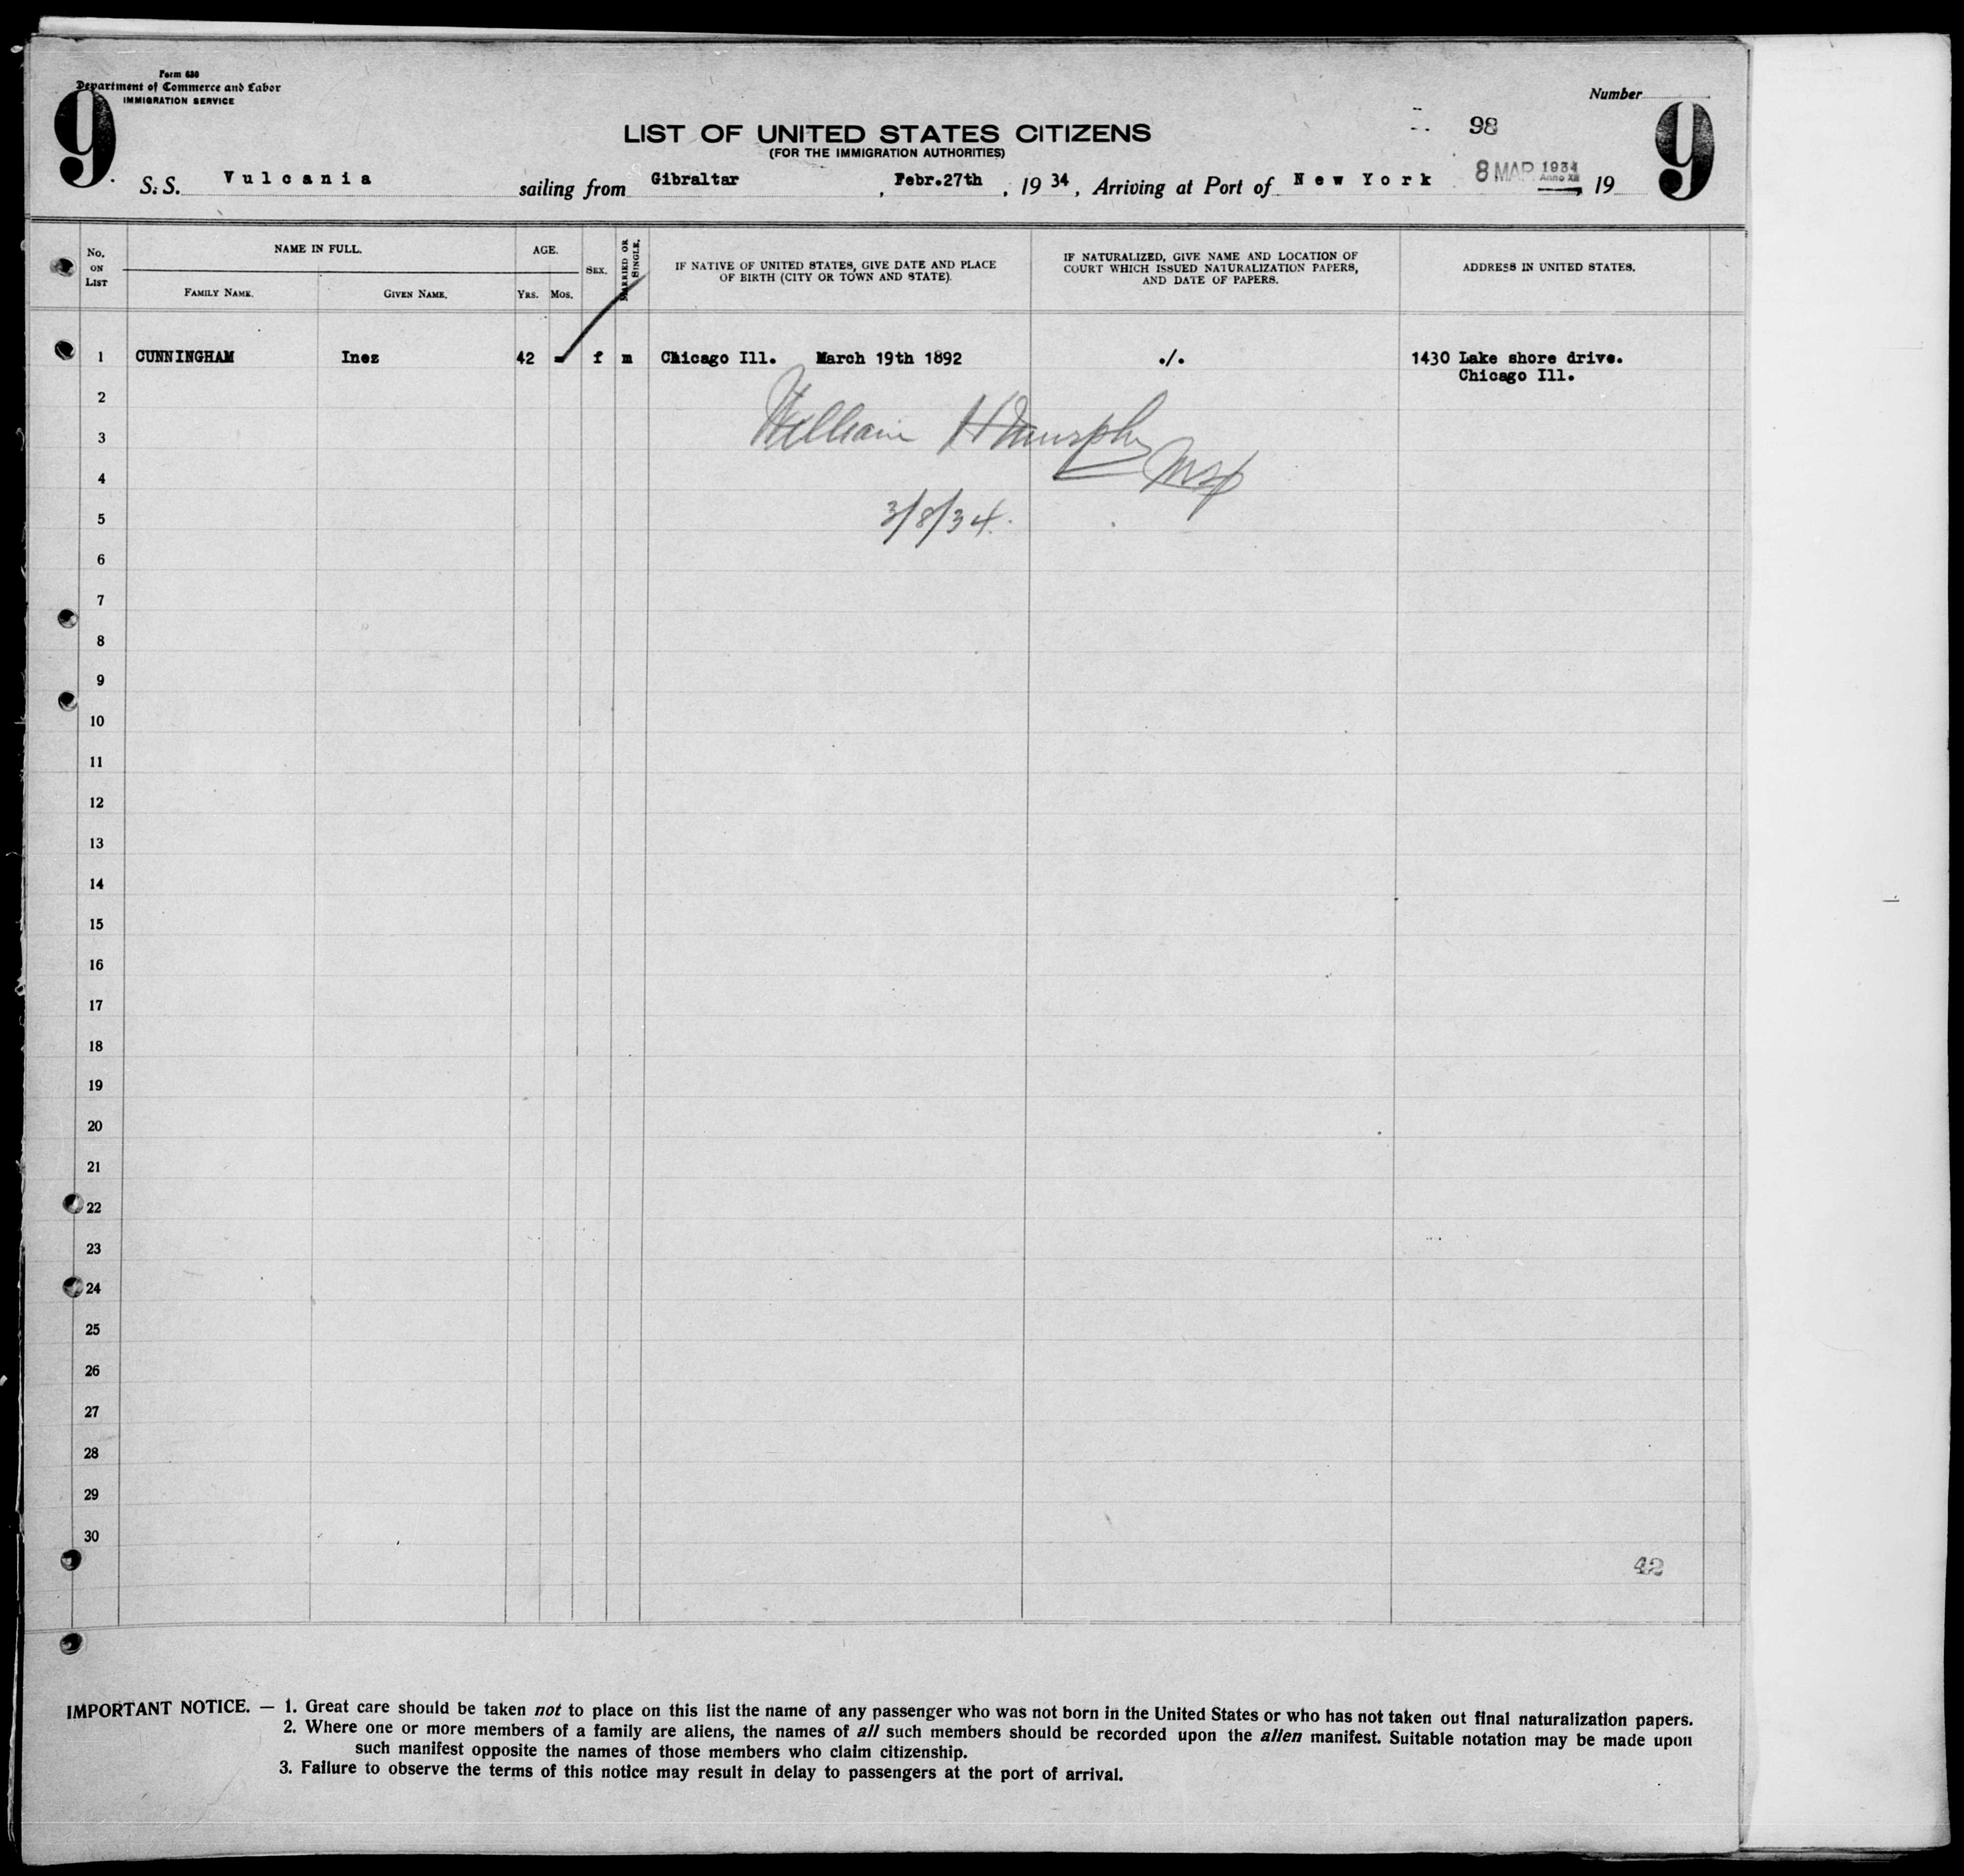 Form 630
Department of Commerce and Labor
IMMIGRATION SERVICE
9
Number
9
98
LIST OF UNITED STATES CITIZENS
(FOR THE IMMIGRATION AUTHORITIES)
S. S. Vulcania sailing from Gibraltar, Febr.27th, 19 34, Arriving at Port of New York 8 MAR 1934 Anno XII, 19
No. ON LIST
NAME IN FULL.
FAMILY NAME.
GIVEN NAME.
AGE.
YRS. MOS.
SEX.
MARRIED OR SINGLE.
IF NATIVE OF UNITED STATES, GIVE DATE AND PLACE
OF BIRTH (CITY OR TOWN AND STATE).
IF NATURALIZED, GIVE NAME AND LOCATION OF
COURT WHICH ISSUED NATURALIZATION PAPERS,
AND DATE OF PAPERS.
ADDRESS IN UNITED STATES.
1 CUNNINGHAM Inez 42 - f m Chicago Ill. March 19th 1892 ./. 1430 Lake shore drive.
Chicago Ill.
2
William H Murphy
3
4
5
3/8/34.
6
7
8
9
10
11
12
13
14
15
16
17
18
19
20
21
22
23
24
25
26
27
28
29
30
42
IMPORTANT NOTICE. — 1. Great care should be taken not to place on this list the name of any passenger who was not born in the United States or who has not taken out final naturalization papers.
2. Where one or more members of a family are aliens, the names of all such members should be recorded upon the alien manifest. Suitable notation may be made upon
such manifest opposite the names of those members who claim citizenship.
3. Failure to observe the terms of this notice may result in delay to passengers at the port of arrival.